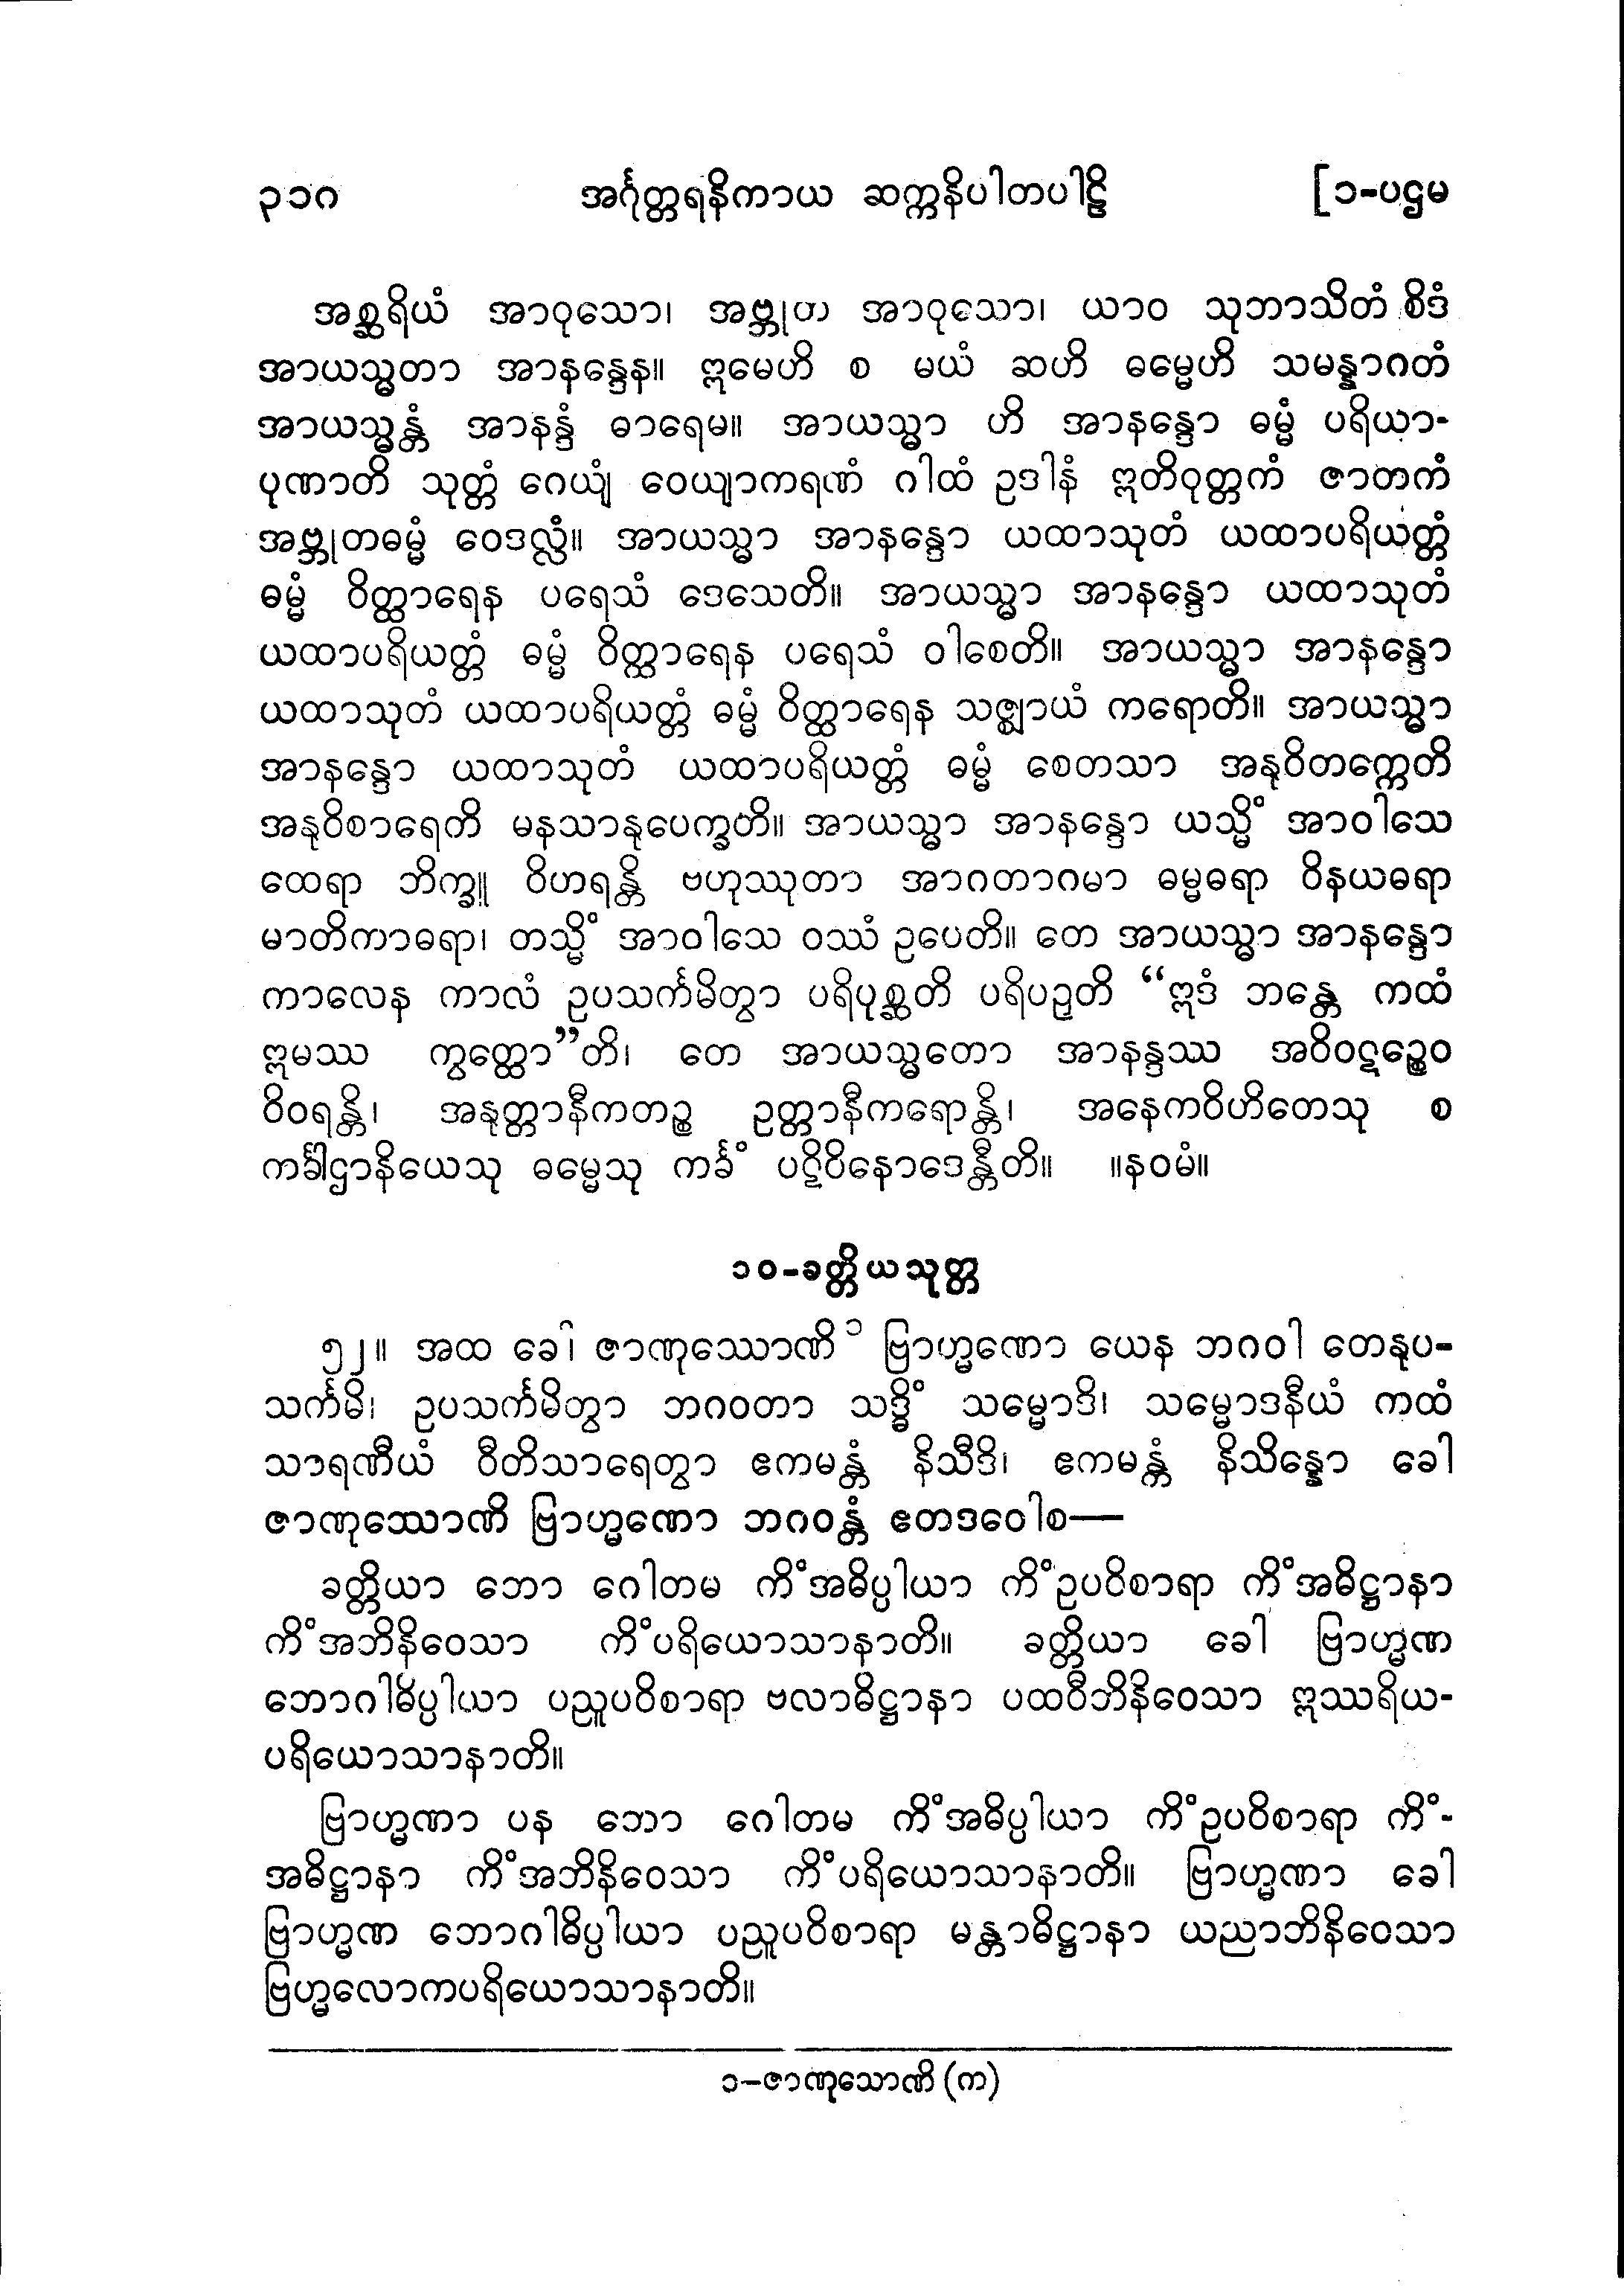 ၃၁၈ အင်္ဂုတ္တရနိကာယ ဆက္ကနိပါတပါဠိ [၁-ပဌမ
အစ္ဆရိယံ အာဝုသော၊ အဗ္ဘုတံ အာဝုသော၊ ယာဝ သုဘာသိတံ စိဒံ
အာယသ္မတာ အာနန္ဒေန။ ဣမေဟိ စ မယံ ဆဟိ ဓမ္မေဟိ သမန္နာဂတံ
အာယသ္မန္တံ အာနန္ဒံ ဓာရေမ။ အာယသ္မာ ဟိ အာနန္ဒော ဓမ္မံ ပရိယာ-
ပုဏာတိ သုတ္တံ ဂေယျံ ဝေယျာကရဏံ ဂါထံ ဥဒါနံ ဣတိဝုတ္တကံ ဇာတကံ
အဗ္ဘုတဓမ္မံ ဝေဒလ္လံ။ အာယသ္မာ အာနန္ဒော ယထာသုတံ ယထာပရိယတ္တံ
ဓမ္မံ ဝိတ္ထာရေန ပရေသံ ဒေသေတိ။ အာယသ္မာ အာနန္ဒော ယထာသုတံ
ယထာပရိယတ္တံ ဓမ္မံ ဝိတ္ထာရေန ပရေသံ ဝါစေတိ။ အာယသ္မာ အာနန္ဒော
ယထာသုတံ ယထာပရိယတ္တံ ဓမ္မံ ဝိတ္ထာရေန သဇ္ဈာယံ ကရောတိ။ အာယသ္မာ
အာနန္ဒော ယထာသုတံ ယထာပရိယတ္တံ ဓမ္မံ စေတသာ အနုဝိတက္ကေတိ
အနုဝိစာရေတိ မနသာနုပေက္ခတိ။ အာယသ္မာ အာနန္ဒော ယသ္မိံ အာဝါသေ
ထေရာ ဘိက္ခူ ဝိဟရန္တိ ဗဟုဿုတာ အာဂတာဂမာ ဓမ္မဓရာ ဝိနယဓရာ
မာတိကာဓရာ၊ တသ္မိံ အာဝါသေ ဝဿံ ဥပေတိ။ တေ အာယသ္မာ အာနန္ဒော
ကာလေန ကာလံ ဥပသင်္ကမိတွာ ပရိပုစ္ဆတိ ပရိပဉှတိ “ဣဒံ ဘန္တေ ကထံ
ဣမဿ ကွတ္ထော”တိ၊ တေ အာယသ္မတော အာနန္ဒဿ အဝိဝဋဉ္စေဝ
ဝိဝရန္တိ၊ အနုတ္တာနီကတဉ္စ ဥတ္တာနီကရောန္တိ၊ အနေကဝိဟိတေသု စ
ကင်္ခါဌာနိယေသု ဓမ္မေသု ကင်္ခံ ပဋိဝိနောဒေန္တီတိ။ ။နဝမံ။
၁၀-ခတ္တိယသုတ္တ
၅၂။ အထ ခေါ ဇာဏုဿောဏိ ၁ ဗြာဟ္မဏော ယေန ဘဂဝါ တေနုပ-
သင်္ကမိ၊ ဥပသင်္ကမိတွာ ဘဂဝတာ သဒ္ဓိံ သမ္မောဒိ၊ သမ္မောဒနီယံ ကထံ
သာရဏီယံ ဝီတိသာရေတွာ ဧကမန္တံ နိသီဒိ၊ ဧကမန္တံ နိသိန္နော ခေါ
ဇာဏုဿောဏိ ဗြာဟ္မဏော ဘဂဝန္တံ ဧတဒဝေါစ—
ခတ္တိယာ ဘော ဂေါတမ ကိံအဓိပ္ပါယာ ကိံဥပဝိစာရာ ကိံအဓိဋ္ဌာနာ
ကိံအဘိနိဝေသာ ကိံပရိယောသာနာတိ။ ခတ္တိယာ ခေါ ဗြာဟ္မဏ
ဘောဂါဓိပ္ပါယာ ပညူပဝိစာရာ ဗလာဓိဋ္ဌာနာ ပထဝီဘိနိဝေသာ ဣဿရိယ-
ပရိယောသာနာတိ။
ဗြာဟ္မဏာ ပန ဘော ဂေါတမ ကိံအဓိပ္ပါယာ ကိံဥပဝိစာရာ ကိံ-
အဓိဋ္ဌာနာ ကိံအဘိနိဝေသာ ကိံပရိယောသာနာတိ။ ဗြာဟ္မဏာ ခေါ
ဗြာဟ္မဏ ဘောဂါဓိပ္ပါယာ ပညူပဝိစာရာ မန္တာဓိဋ္ဌာနာ ယညာဘိနိဝေသာ
ဗြဟ္မလောကပရိယောသာနာတိ။
၁-ဇာဏုသောဏိ (က)